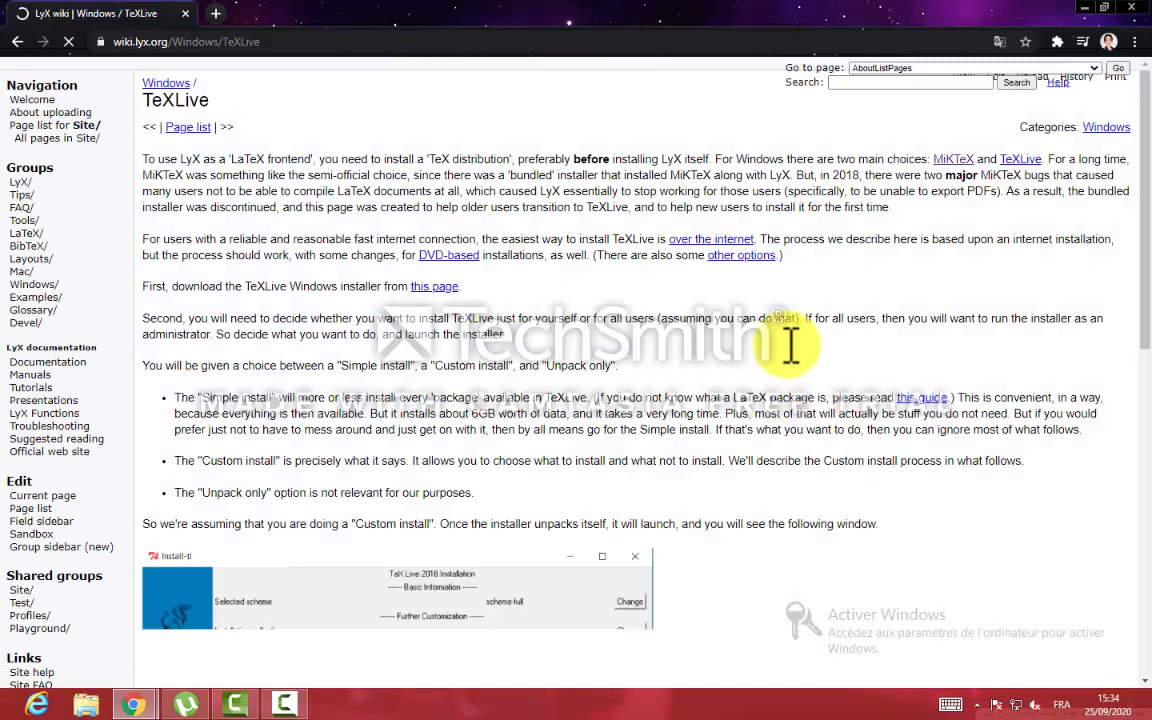 LyX wiki | Windows / TeXLive
wiki.lyx.org/Windows/TeXLive
Go to page: AboutListPages Go
History Print
Search: Search Help
Navigation
Welcome
About uploading
Page list for Site/
All pages in Site/
Groups
LyX/
Tips/
FAQ/
Tools/
LaTeX/
BibTeX/
Layouts/
Mac/
Windows/
Examples/
Glossary/
Devel/
LyX documentation
Documentation
Manuals
Tutorials
Presentations
LyX Functions
Troubleshooting
Suggested reading
Official web site
Edit
Current page
Page list
Field sidebar
Sandbox
Group sidebar (new)
Shared groups
Site/
Test/
Profiles/
Playground/
Links
Site help
Site FAQ
Windows /
TeXLive
<< | Page list | >>
Categories: Windows
To use LyX as a 'LaTeX frontend', you need to install a 'TeX distribution', preferably before installing LyX itself. For Windows there are two main choices: MiKTeX and TeXLive. For a long time,
MiKTeX was something like the semi-official choice, since there was a 'bundled' installer that installed MiKTeX along with LyX. But, in 2018, there were two major MiKTeX bugs that caused
many users not to be able to compile LaTeX documents at all, which caused LyX essentially to stop working for those users (specifically, to be unable to export PDFs). As a result, the bundled
installer was discontinued, and this page was created to help older users transition to TeXLive, and to help new users to install it for the first time.
For users with a reliable and reasonable fast internet connection, the easiest way to install TeXLive is over the internet. The process we describe here is based upon an internet installation,
but the process should work, with some changes, for DVD-based installations, as well. (There are also some other options.)
First, download the TeXLive Windows installer from this page.
Second, you will need to decide whether you want to install TeXLive just for yourself or for all users (assuming you can do that). If for all users, then you will want to run the installer as an
administrator. So decide what you want to do, and launch the installer.
TechSmith®
You will be given a choice between a "Simple install", a "Custom install", and "Unpack only".
MADE WITH CAMTASIA FREE TRIAL
• The "Simple install" will more or less install every 'package' available in TeXLive. (If you do not know what a LaTeX package is, please read this guide.) This is convenient, in a way,
because everything is then available. But it installs about 6GB worth of data, and it takes a very long time. Plus, most of that will actually be stuff you do not need. But if you would
prefer just not to have to mess around and just get on with it, then by all means go for the Simple install. If that's what you want to do, then you can ignore most of what follows.
• The "Custom install" is precisely what it says. It allows you to choose what to install and what not to install. We'll describe the Custom install process in what follows.
• The "Unpack only" option is not relevant for our purposes.
So we're assuming that you are doing a "Custom install". Once the installer unpacks itself, it will launch, and you will see the following window.
Install-tl
TeX Live 2018 Installation
------ Basic Information ------
Selected scheme scheme-full Change
------ Further Customization ------
Activer Windows
Accédez aux paramètres de l'ordinateur pour activer
Windows.
FRA
15:34
25/09/2020